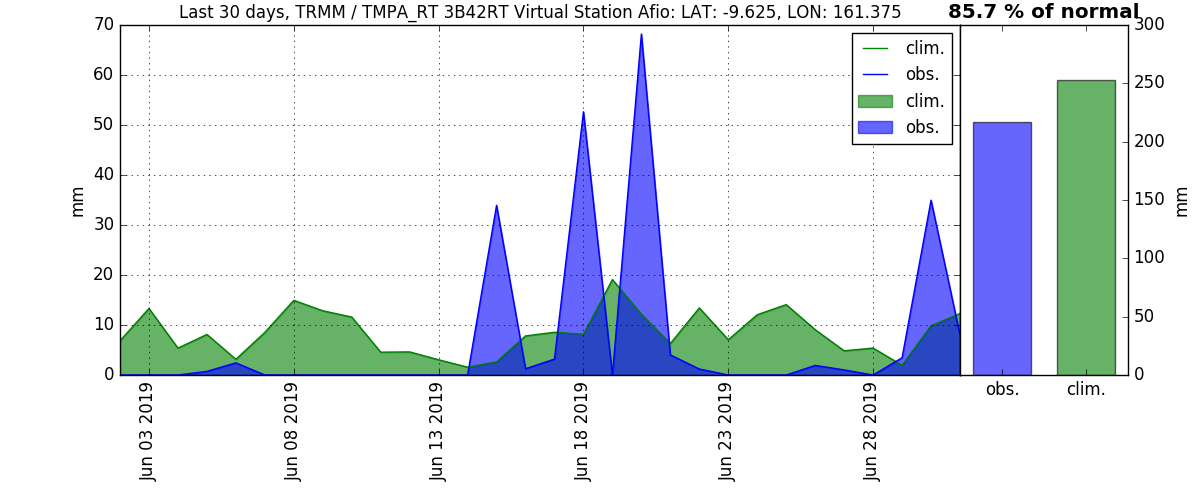 Last 30 days, TRMM / TMPA_RT 3B42RT Virtual Station Afio: LAT: -9.625, LON: 161.375
85.7 % of normal
70
60
50
40
30
20
10
0
mm
clim.
obs.
clim.
obs.
Jun 03 2019
Jun 08 2019
Jun 13 2019
Jun 18 2019
Jun 23 2019
Jun 28 2019
300
250
200
150
100
50
0
mm
obs.
clim.